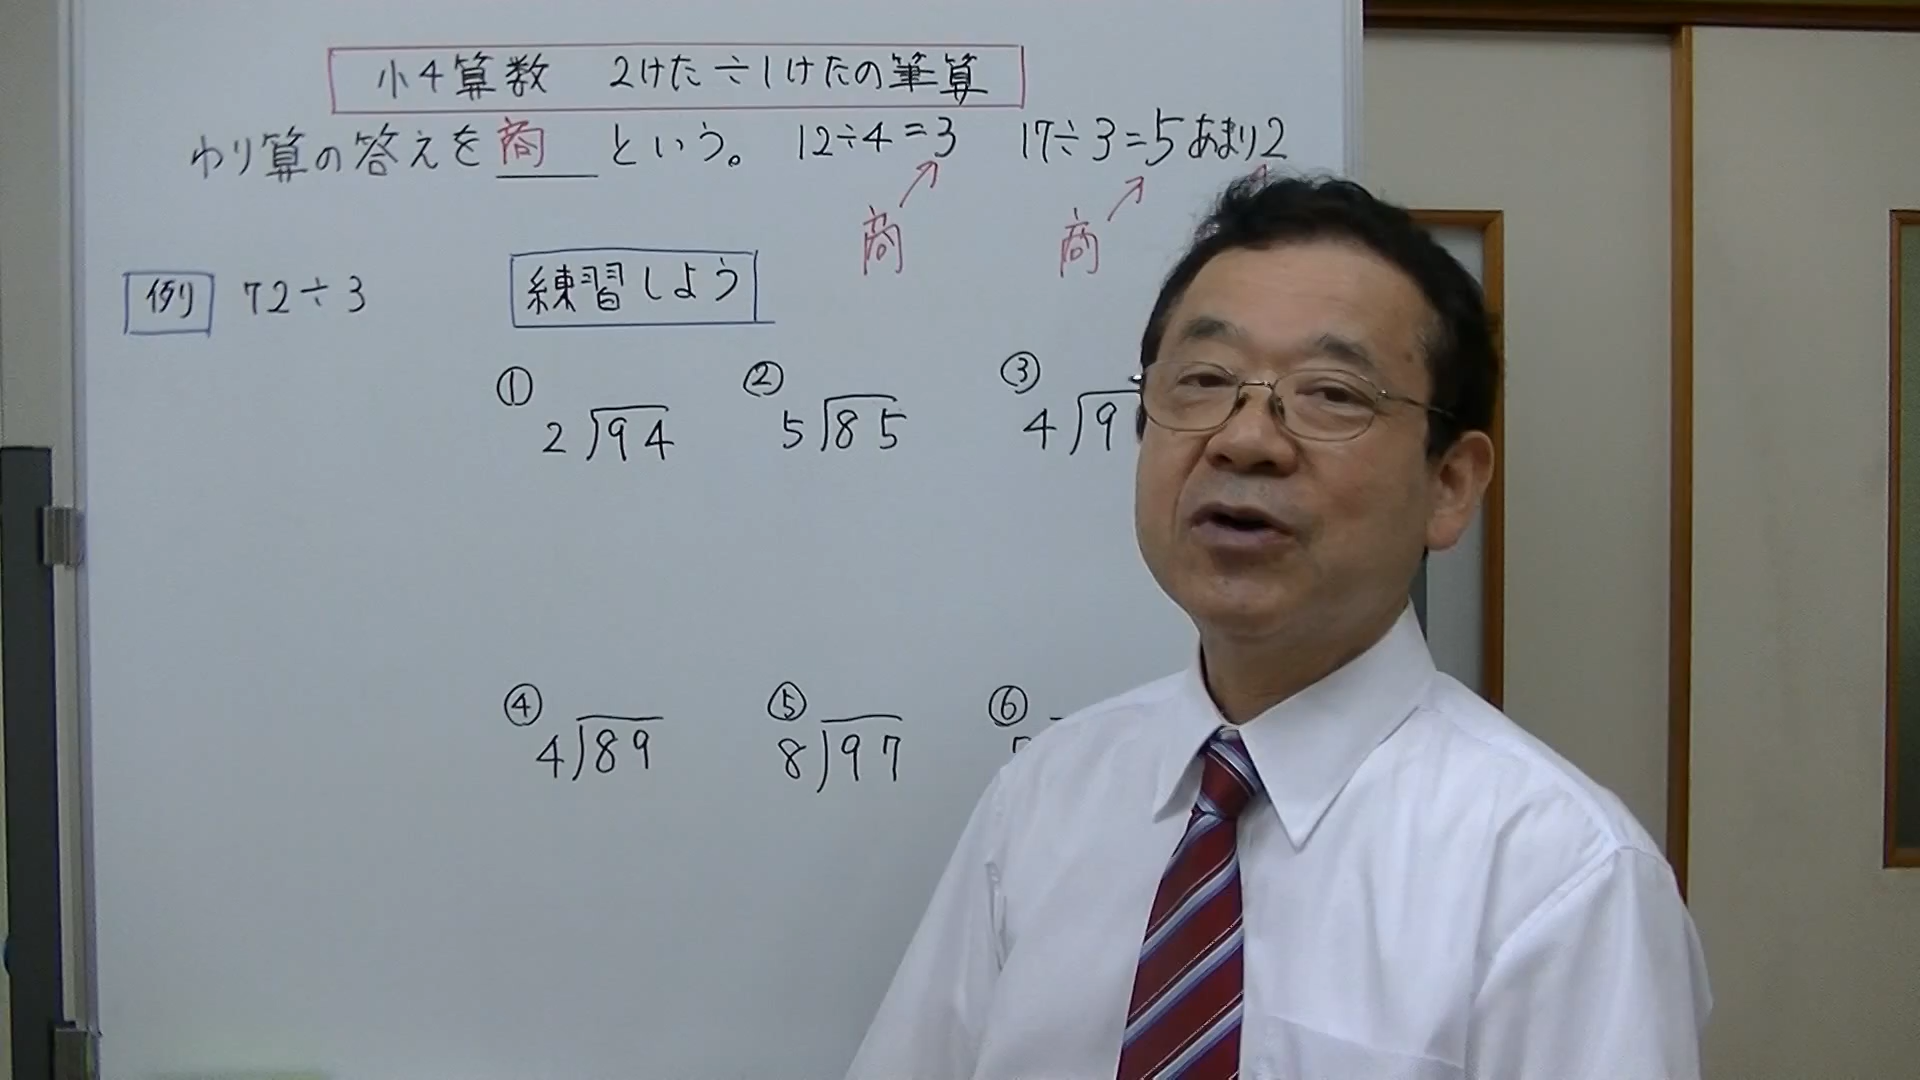 小4算数 2けた÷1けたの筆算
わり算の答えを 商 という。 12÷4=3 17÷3=5あまり2
商 商
例 72÷3 練習しよう
① ② ③
2)94 5)85 4)9
④ ⑤ ⑥
4)89 8)97